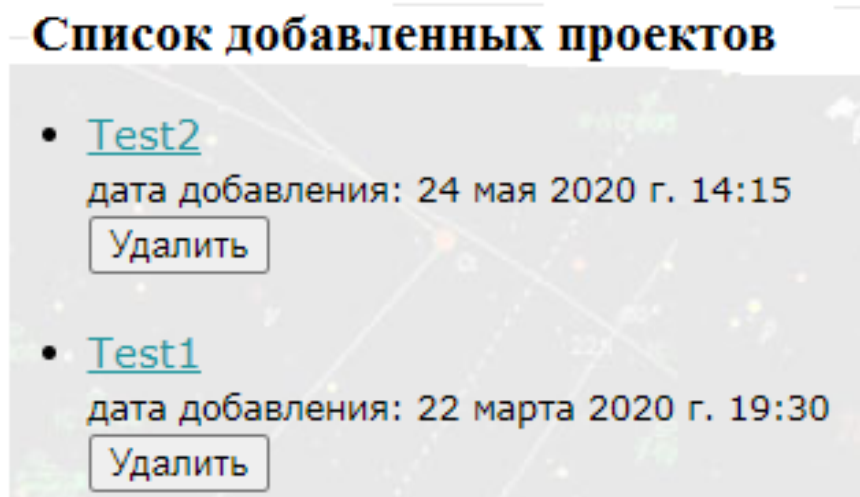 Список добавленных проектов
Test2
дата добавления: 24 мая 2020 г. 14:15
Удалить
Test1
дата добавления: 22 марта 2020 г. 19:30
Удалить